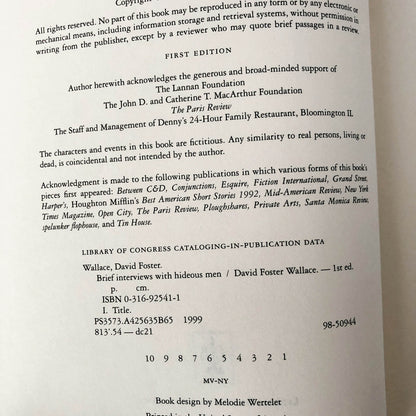 Copyright
All rights reserved. No part of this book may be reproduced in any form or by any electronic or
mechanical means, including information storage and retrieval systems, without permission in
writing from the publisher, except by a reviewer who may quote brief passages in a review.
FIRST EDITION
Author herewith acknowledges the generous and broad-minded support of
The Lannan Foundation
The John D. and Catherine T. MacArthur Foundation
The Paris Review
The Staff and Management of Denny's 24-Hour Family Restaurant, Bloomington IL
The characters and events in this book are fictitious. Any similarity to real persons, living or
dead, is coincidental and not intended by the author.
Acknowledgment is made to the following publications in which various forms of this book's
pieces first appeared: Between C&D, Conjunctions, Esquire, Fiction International, Grand Street,
Harper's, Houghton Mifflin's Best American Short Stories 1992, Mid-American Review, New York
Times Magazine, Open City, The Paris Review, Ploughshares, Private Arts, Santa Monica Review,
spelunker flophouse, and Tin House.
LIBRARY OF CONGRESS CATALOGING-IN-PUBLICATION DATA
Wallace, David Foster.
Brief interviews with hideous men / David Foster Wallace. — 1st ed.
p. cm.
ISBN 0-316-92541-1
I. Title.
PS3573.A425635B65 1999
813'.54 — dc21 98-50944
10 9 8 7 6 5 4 3 2 1
MV-NY
Book design by Melodie Wertelet
Printed in the United